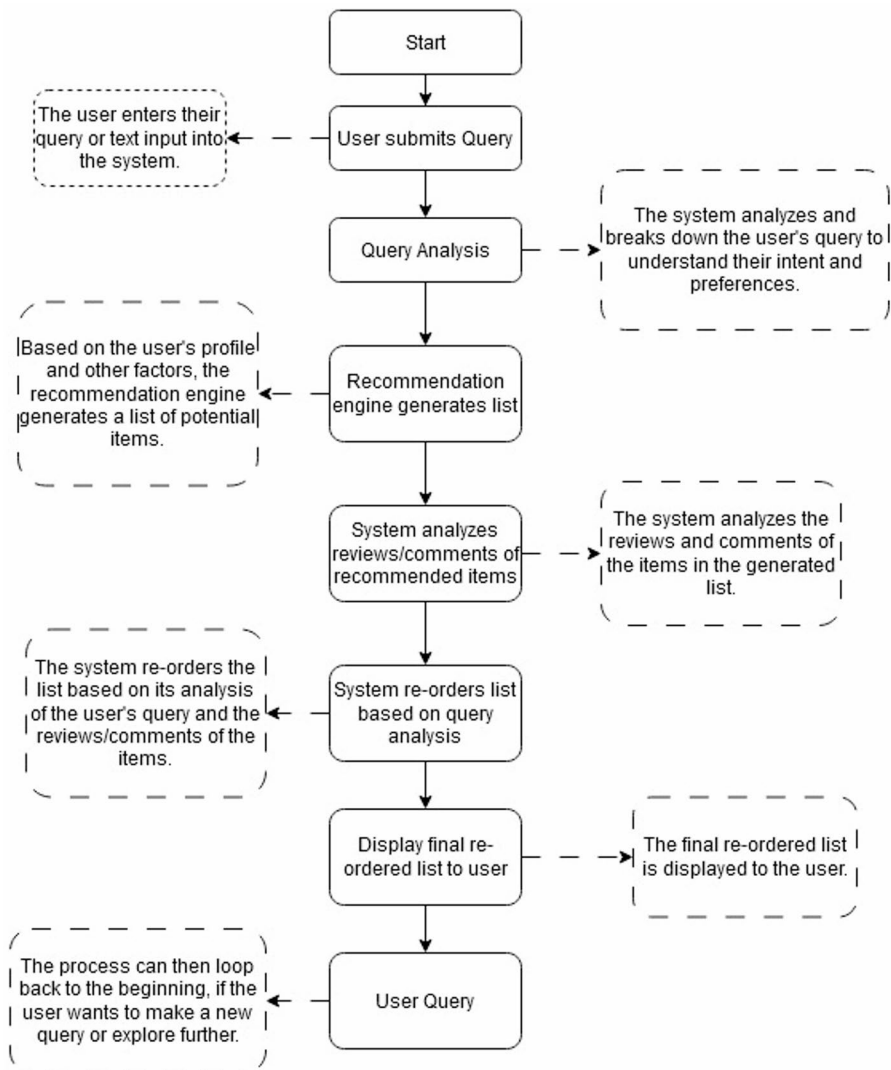 Start
The user enters their
query or text input into
the system.
User submits Query
Query Analysis
The system analyzes and
breaks down the user's query to
understand their intent and
preferences.
Based on the user's profile
and other factors, the
recommendation engine
generates a list of potential
items.
Recommendation
engine generates list
System analyzes
reviews/comments of
recommended items
The system analyzes the
reviews and comments of
the items in the generated
list.
The system re-orders the
list based on its analysis
of the user's query and the
reviews/comments of the
items.
System re-orders list
based on query
analysis
Display final re-
ordered list to user
The final re-ordered list
is displayed to the user.
The process can then loop
back to the beginning, if the
user wants to make a new
query or explore further.
User Query